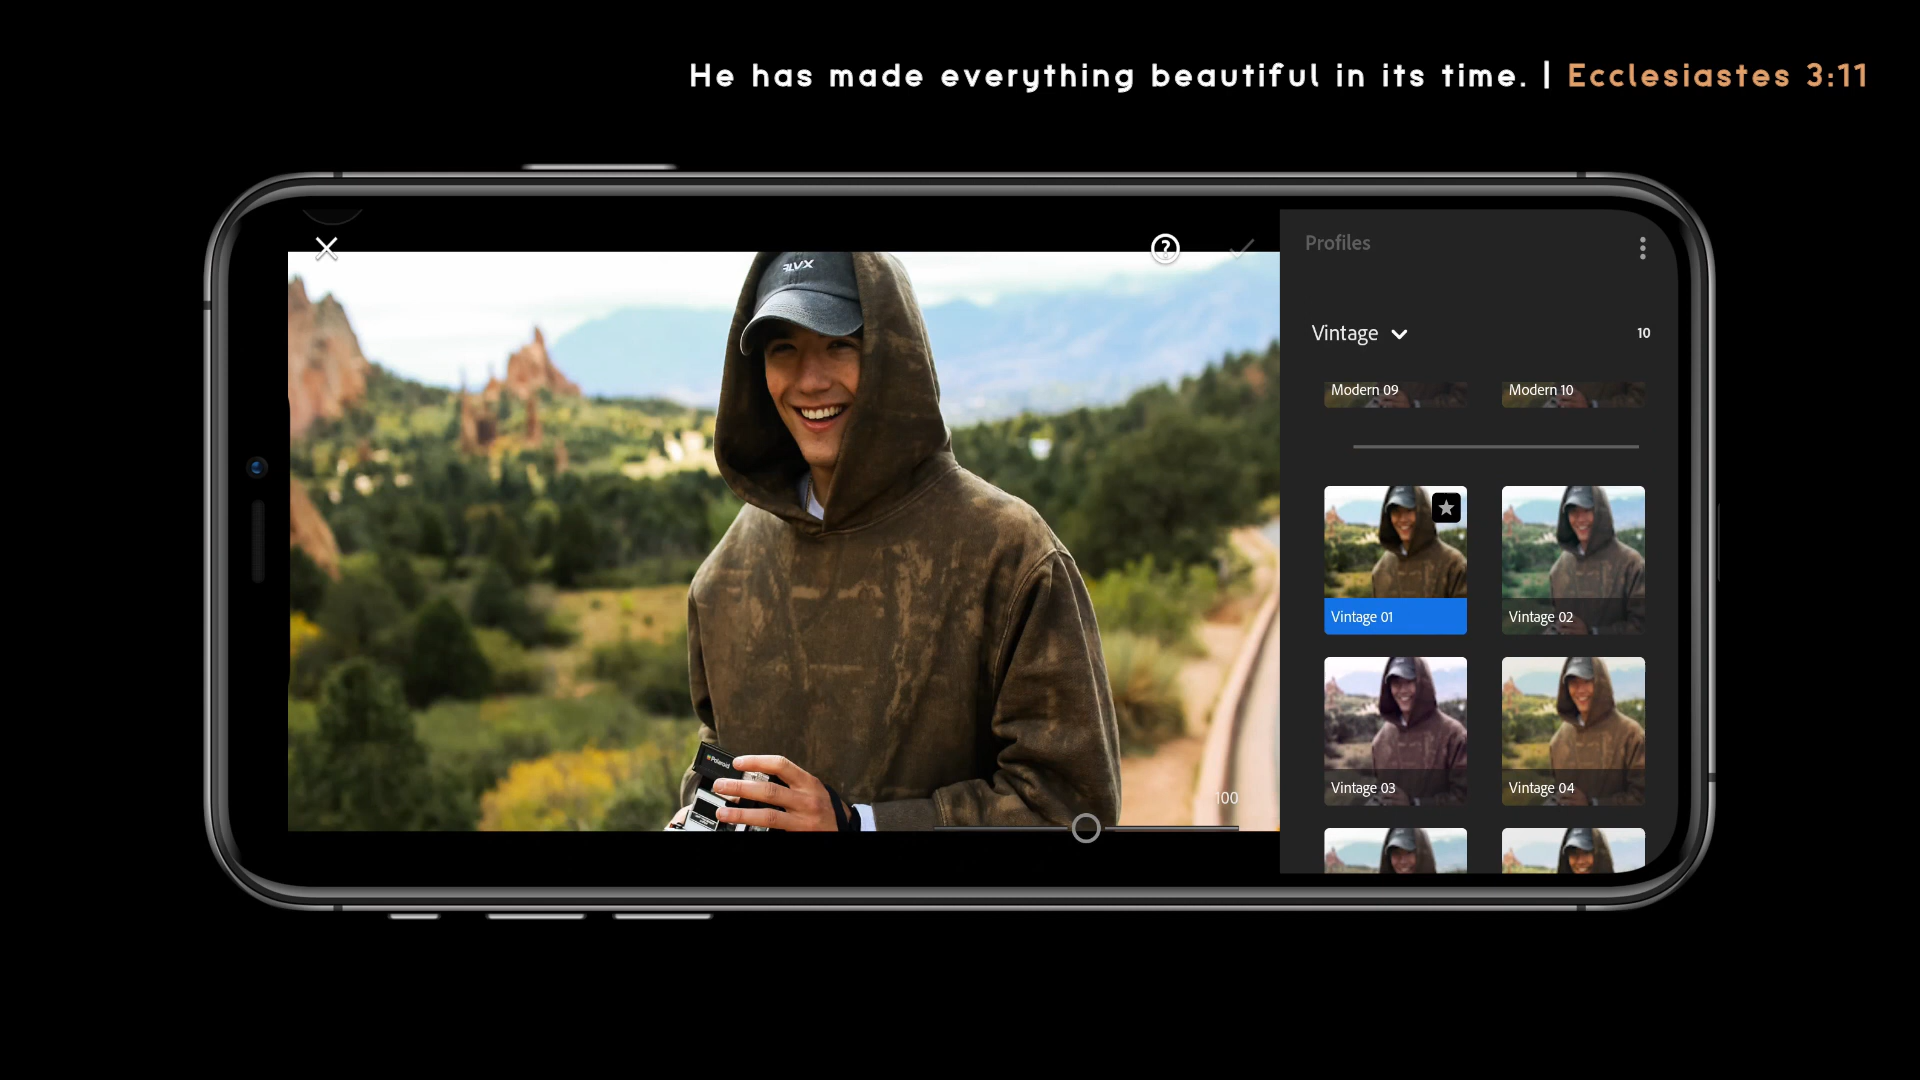 He has made everything beautiful in its time. | Ecclesiastes 3:11
Profiles
Vintage 10
Modern 09 Modern 10
Vintage 01 Vintage 02
Vintage 03 Vintage 04
100
Polaroid